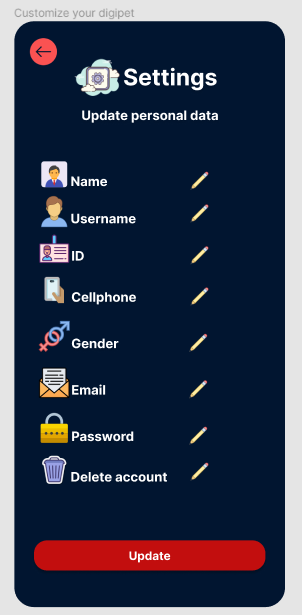 Customize your digipet
Settings
Update personal data
Name
Username
ID
Cellphone
Gender
Email
Password
Delete account
Update